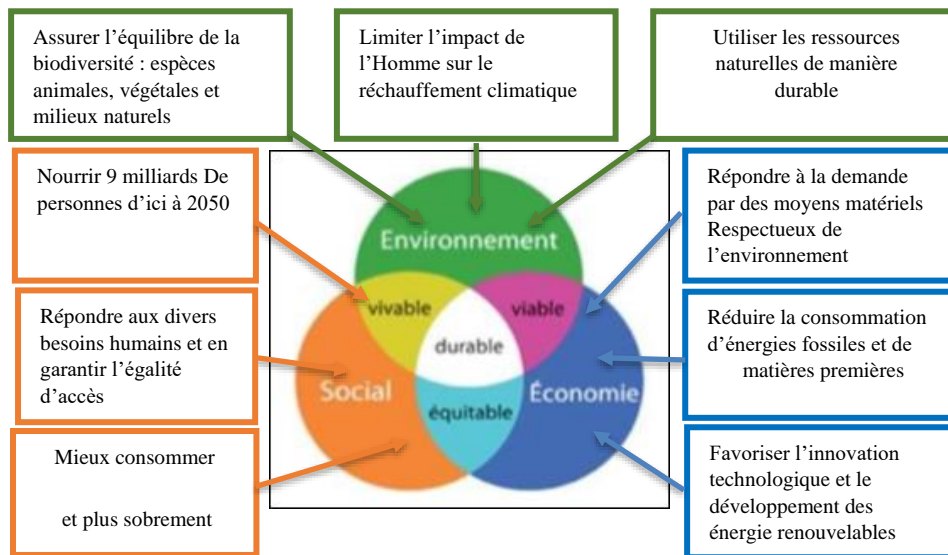 Assurer l’équilibre de la
biodiversité : espèces
animales, végétales et
milieux naturels
Limiter l’impact de
l’Homme sur le
réchauffement climatique
Utiliser les ressources
naturelles de manière
durable
Nourrir 9 milliards De
personnes d’ici à 2050
Répondre aux divers
besoins humains et en
garantir l’égalité
d’accès
Mieux consommer
et plus sobrement
Environnement
vivable
viable
durable
Social
Économie
équitable
Répondre à la demande
par des moyens matériels
Respectueux de
l’environnement
Réduire la consommation
d’énergies fossiles et de
matières premières
Favoriser l’innovation
technologique et le
développement des
énergie renouvelables